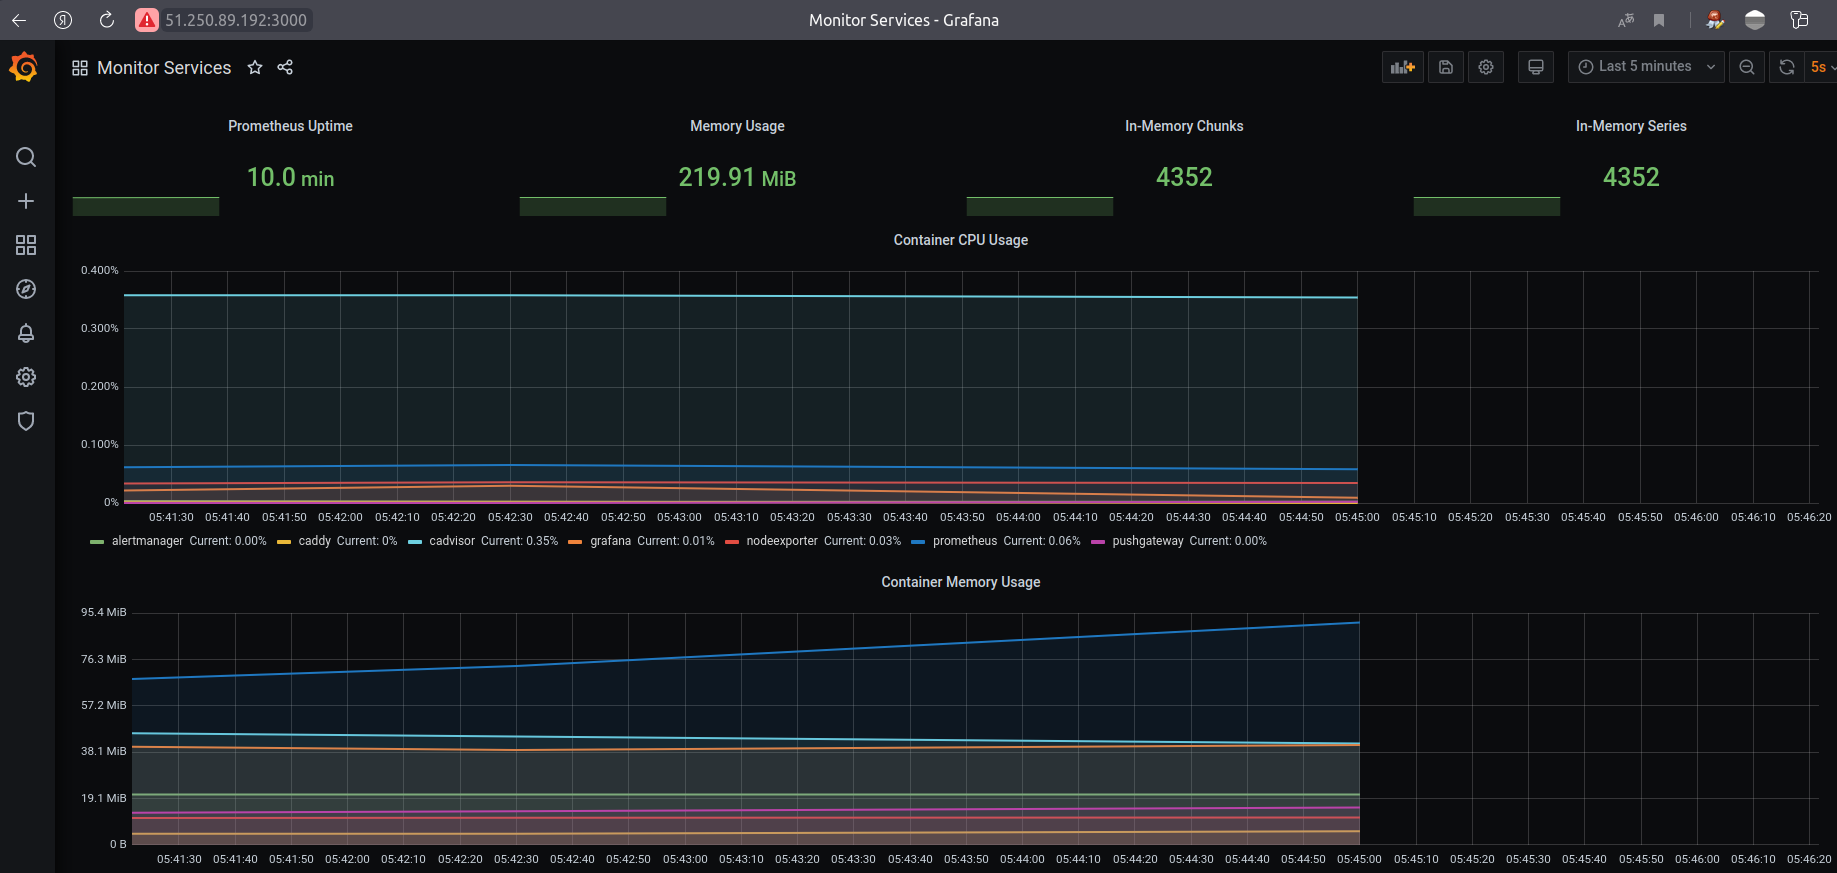 51.250.89.192:3000
Monitor Services - Grafana
Monitor Services
Last 5 minutes
5s
Prometheus Uptime
Memory Usage
In-Memory Chunks
In-Memory Series
10.0 min
219.91 MiB
4352
4352
Container CPU Usage
0.400%
0.300%
0.200%
0.100%
0%
05:41:30 05:41:40 05:41:50 05:42:00 05:42:10 05:42:20 05:42:30 05:42:40 05:42:50 05:43:00 05:43:10 05:43:20 05:43:30 05:43:40 05:43:50 05:44:00 05:44:10 05:44:20 05:44:30 05:44:40 05:44:50 05:45:00 05:45:10 05:45:20 05:45:30 05:45:40 05:45:50 05:46:00 05:46:10 05:46:20
alertmanager Current: 0.00% caddy Current: 0% cadvisor Current: 0.35% grafana Current: 0.01% nodeexporter Current: 0.03% prometheus Current: 0.06% pushgateway Current: 0.00%
Container Memory Usage
95.4 MiB
76.3 MiB
57.2 MiB
38.1 MiB
19.1 MiB
0 B
05:41:30 05:41:40 05:41:50 05:42:00 05:42:10 05:42:20 05:42:30 05:42:40 05:42:50 05:43:00 05:43:10 05:43:20 05:43:30 05:43:40 05:43:50 05:44:00 05:44:10 05:44:20 05:44:30 05:44:40 05:44:50 05:45:00 05:45:10 05:45:20 05:45:30 05:45:40 05:45:50 05:46:00 05:46:10 05:46:20